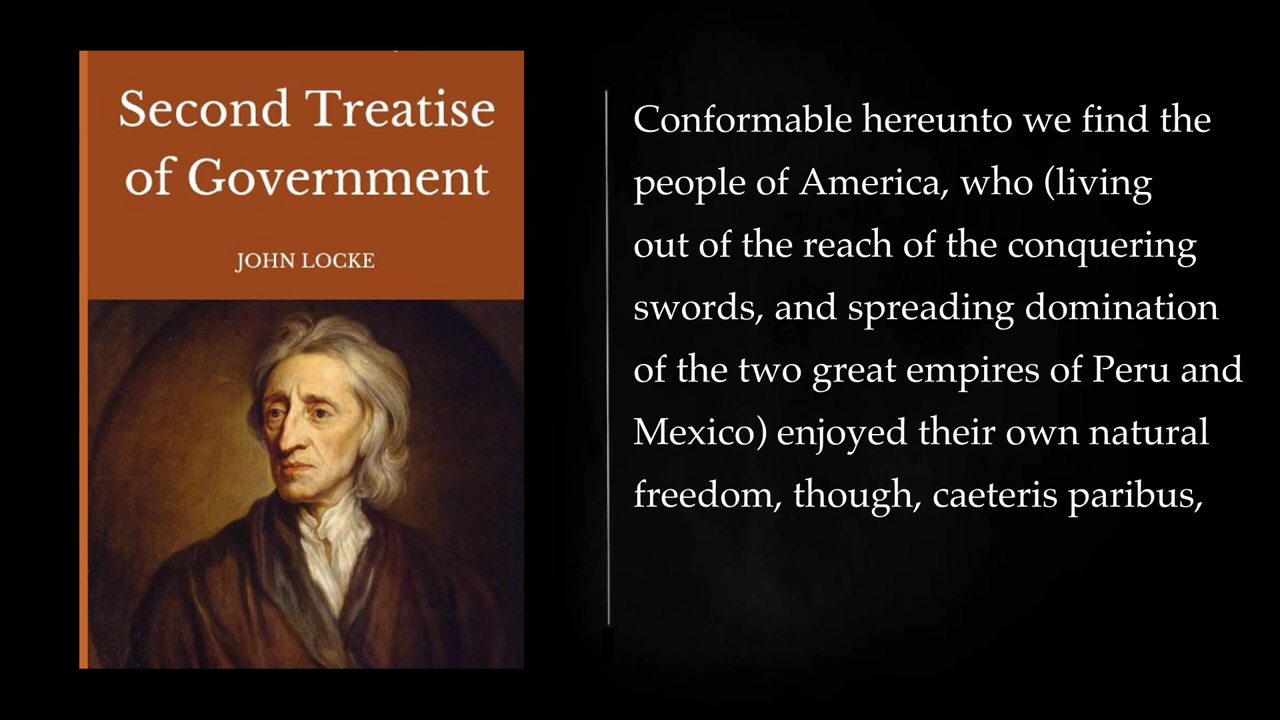 Second Treatise
of Government
JOHN LOCKE
Conformable hereunto we find the
people of America, who (living
out of the reach of the conquering
swords, and spreading domination
of the two great empires of Peru and
Mexico) enjoyed their own natural
freedom, though, caeteris paribus,